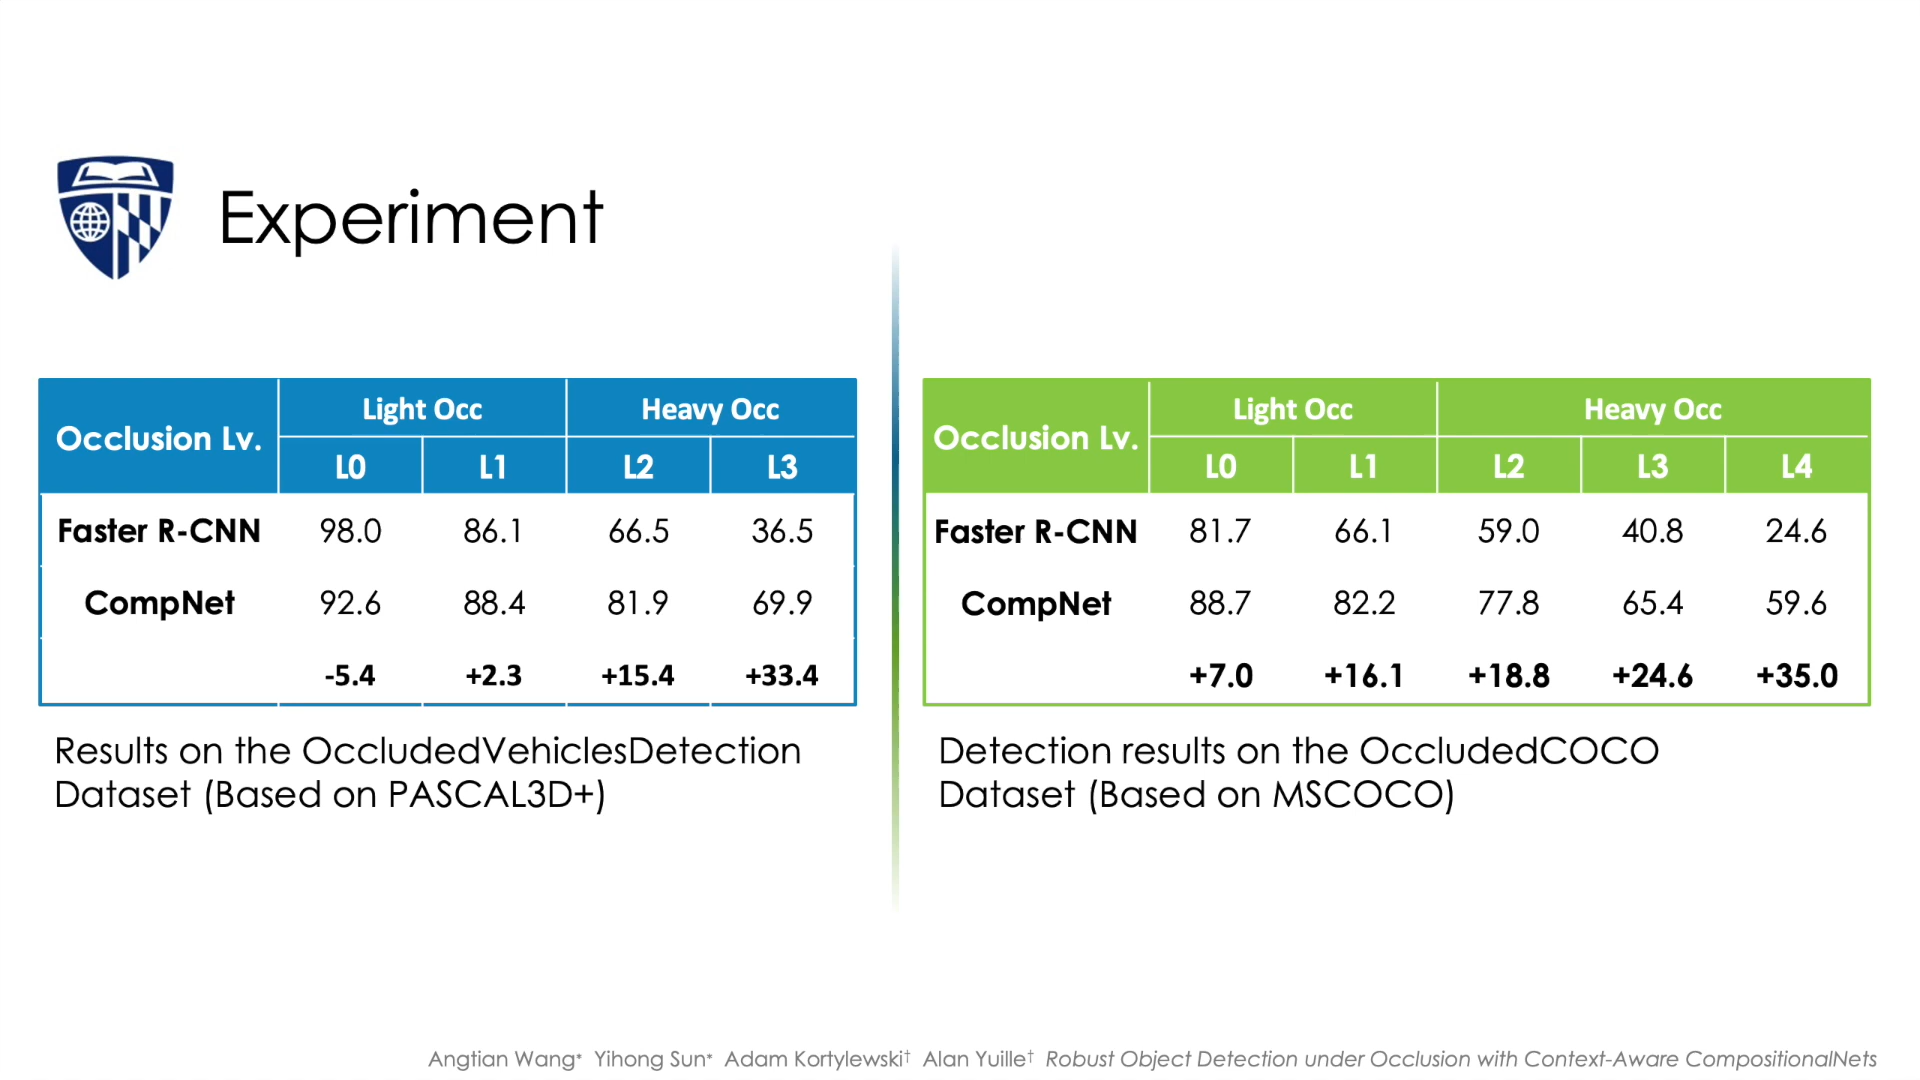 Experiment
Occlusion Lv. Light Occ Heavy Occ
L0 L1 L2 L3
Faster R-CNN 98.0 86.1 66.5 36.5
CompNet 92.6 88.4 81.9 69.9
-5.4 +2.3 +15.4 +33.4
Results on the OccludedVehiclesDetection
Dataset (Based on PASCAL3D+)
Occlusion Lv. Light Occ Heavy Occ
L0 L1 L2 L3 L4
Faster R-CNN 81.7 66.1 59.0 40.8 24.6
CompNet 88.7 82.2 77.8 65.4 59.6
+7.0 +16.1 +18.8 +24.6 +35.0
Detection results on the OccludedCOCO
Dataset (Based on MSCOCO)
Angtian Wang* Yihong Sun* Adam Kortylewski† Alan Yuille† Robust Object Detection under Occlusion with Context-Aware CompositionalNets